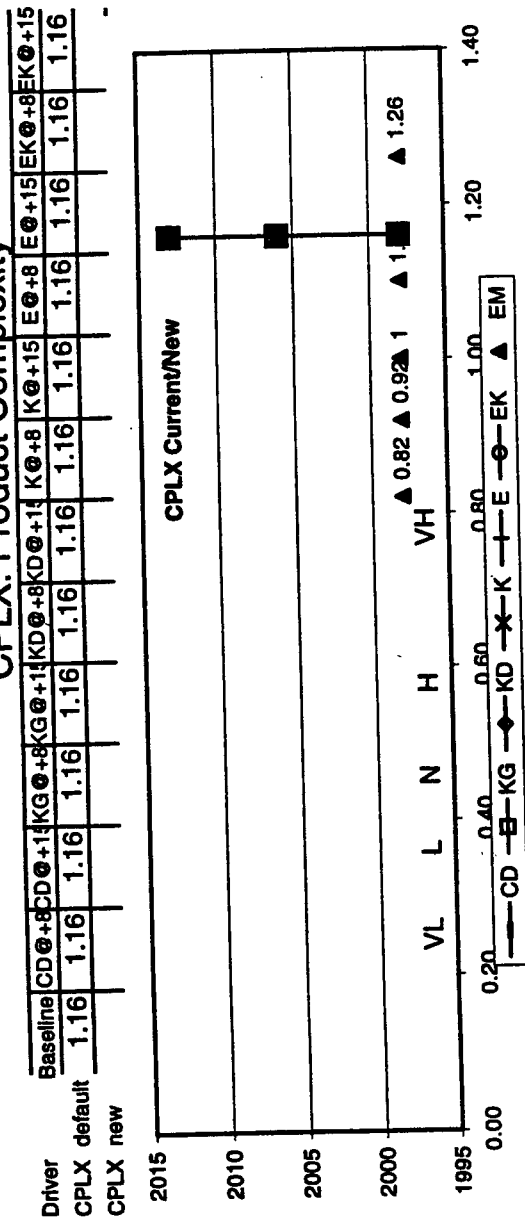 CPLX: Product Complexity
Driver Baseline CD@+8 CD@+15 KG@+8 KG@+15 KD@+8 KD@+15 K@+8 K@+15 E@+8 E@+15 EK@+8 EK@+15
CPLX default 1.16 1.16 1.16 1.16 1.16 1.16 1.16 1.16 1.16 1.16 1.16 1.16 1.16
CPLX new
2015
CPLX Current/New
2010
2005
2000
0.82 0.92 1 1. 1.26
VL L N H VH
1995
0.00 0.20 0.40 0.60 0.80 1.00 1.20 1.40
CD KG KD K E EK EM